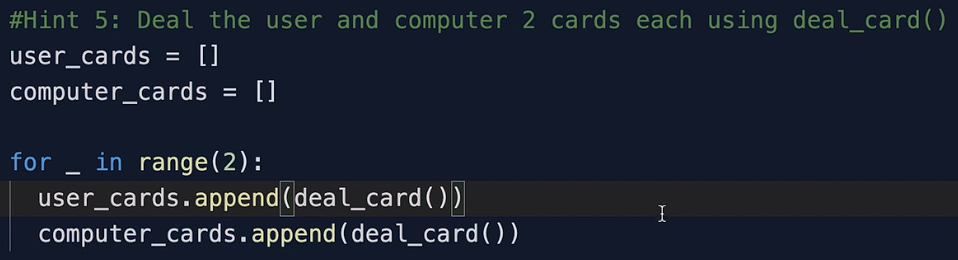 #Hint 5: Deal the user and computer 2 cards each using deal_card()
user_cards = []
computer_cards = []
for _ in range(2):
user_cards.append(deal_card())
computer_cards.append(deal_card())